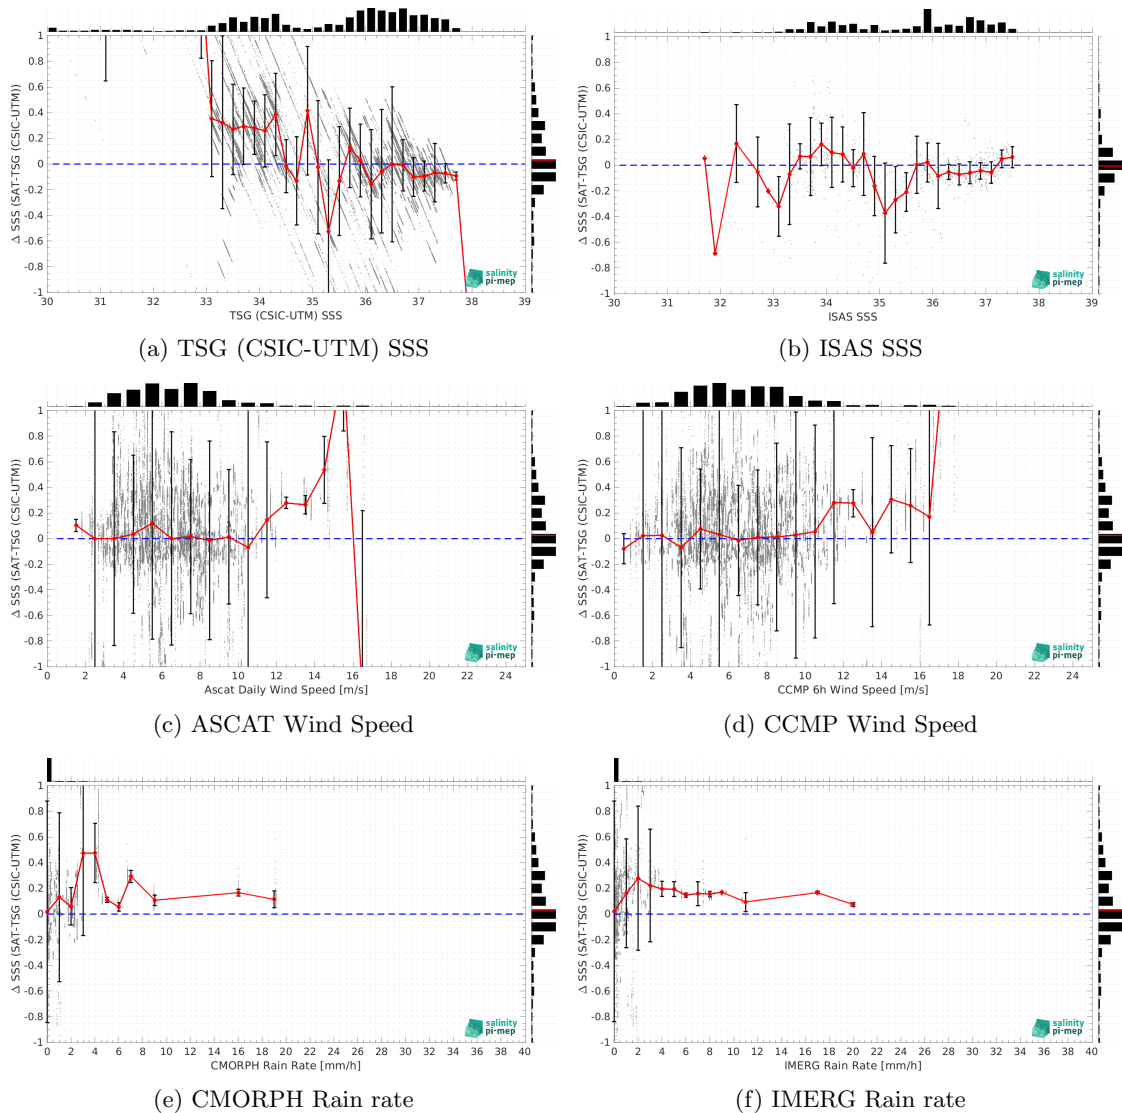 1
0.8
0.6
0.4
0.2
0
-0.2
-0.4
-0.6
-0.8
-1
Δ SSS (SAT-TSG (CSIC-UTM))
30 31 32 33 34 35 36 37 38 39
TSG (CSIC-UTM) SSS
salinity
pi-mep
(a) TSG (CSIC-UTM) SSS
1
0.8
0.6
0.4
0.2
0
-0.2
-0.4
-0.6
-0.8
-1
Δ SSS (SAT-TSG (CSIC-UTM))
30 31 32 33 34 35 36 37 38 39
ISAS SSS
salinity
pi-mep
(b) ISAS SSS
1
0.8
0.6
0.4
0.2
0
-0.2
-0.4
-0.6
-0.8
-1
Δ SSS (SAT-TSG (CSIC-UTM))
0 2 4 6 8 10 12 14 16 18 20 22 24
Ascat Daily Wind Speed [m/s]
salinity
pi-mep
(c) ASCAT Wind Speed
1
0.8
0.6
0.4
0.2
0
-0.2
-0.4
-0.6
-0.8
-1
Δ SSS (SAT-TSG (CSIC-UTM))
0 2 4 6 8 10 12 14 16 18 20 22 24
CCMP 6h Wind Speed [m/s]
salinity
pi-mep
(d) CCMP Wind Speed
1
0.8
0.6
0.4
0.2
0
-0.2
-0.4
-0.6
-0.8
-1
Δ SSS (SAT-TSG (CSIC-UTM))
0 2 4 6 8 10 12 14 16 18 20 22 24 26 28 30 32 34 36 38 40
CMORPH Rain Rate [mm/h]
salinity
pi-mep
(e) CMORPH Rain rate
1
0.8
0.6
0.4
0.2
0
-0.2
-0.4
-0.6
-0.8
-1
Δ SSS (SAT-TSG (CSIC-UTM))
0 2 4 6 8 10 12 14 16 18 20 22 24 26 28 30 32 34 36 38 40
IMERG Rain Rate [mm/h]
salinity
pi-mep
(f) IMERG Rain rate